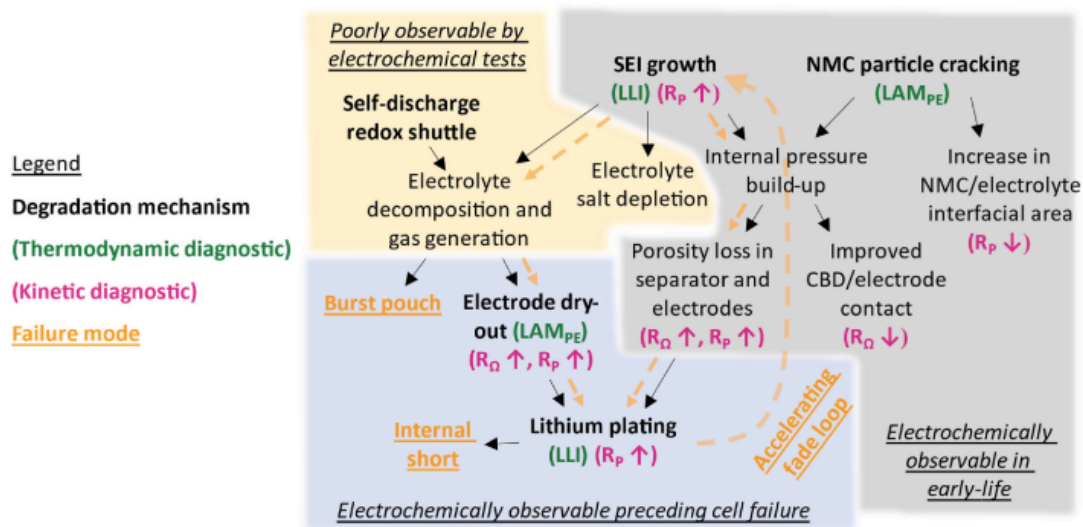 Poorly observable by
electrochemical tests
Self-discharge
redox shuttle
SEI growth
(LLI) (RP ↑)
NMC particle cracking
(LAMPE)
Electrolyte
decomposition and
gas generation
Electrolyte
salt depletion
Internal pressure
build-up
Increase in
NMC/electrolyte
interfacial area
(RP ↓)
Legend
Degradation mechanism
(Thermodynamic diagnostic)
(Kinetic diagnostic)
Failure mode
Burst pouch
Electrode dry-
out (LAMPE)
(RΩ ↑, RP ↑)
Porosity loss in
separator and
electrodes
(RΩ ↑, RP ↑)
Improved
CBD/electrode
contact
(RΩ ↓)
Internal
short
Lithium plating
(LLI) (RP ↑)
Accelerating
fade loop
Electrochemically
observable in
early-life
Electrochemically observable preceding cell failure